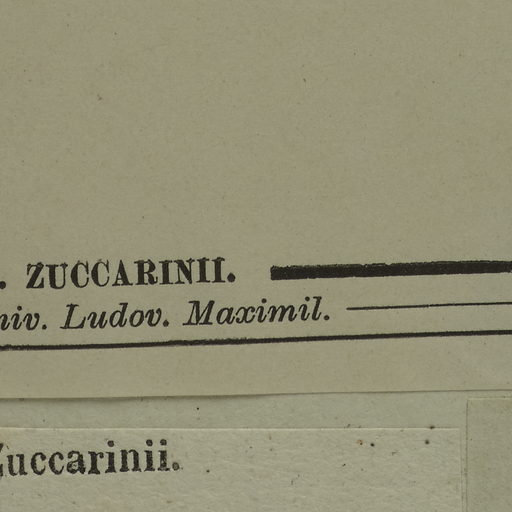 . ZUCCARINII.
niv. Ludov. Maximil.
Zuccarinii.